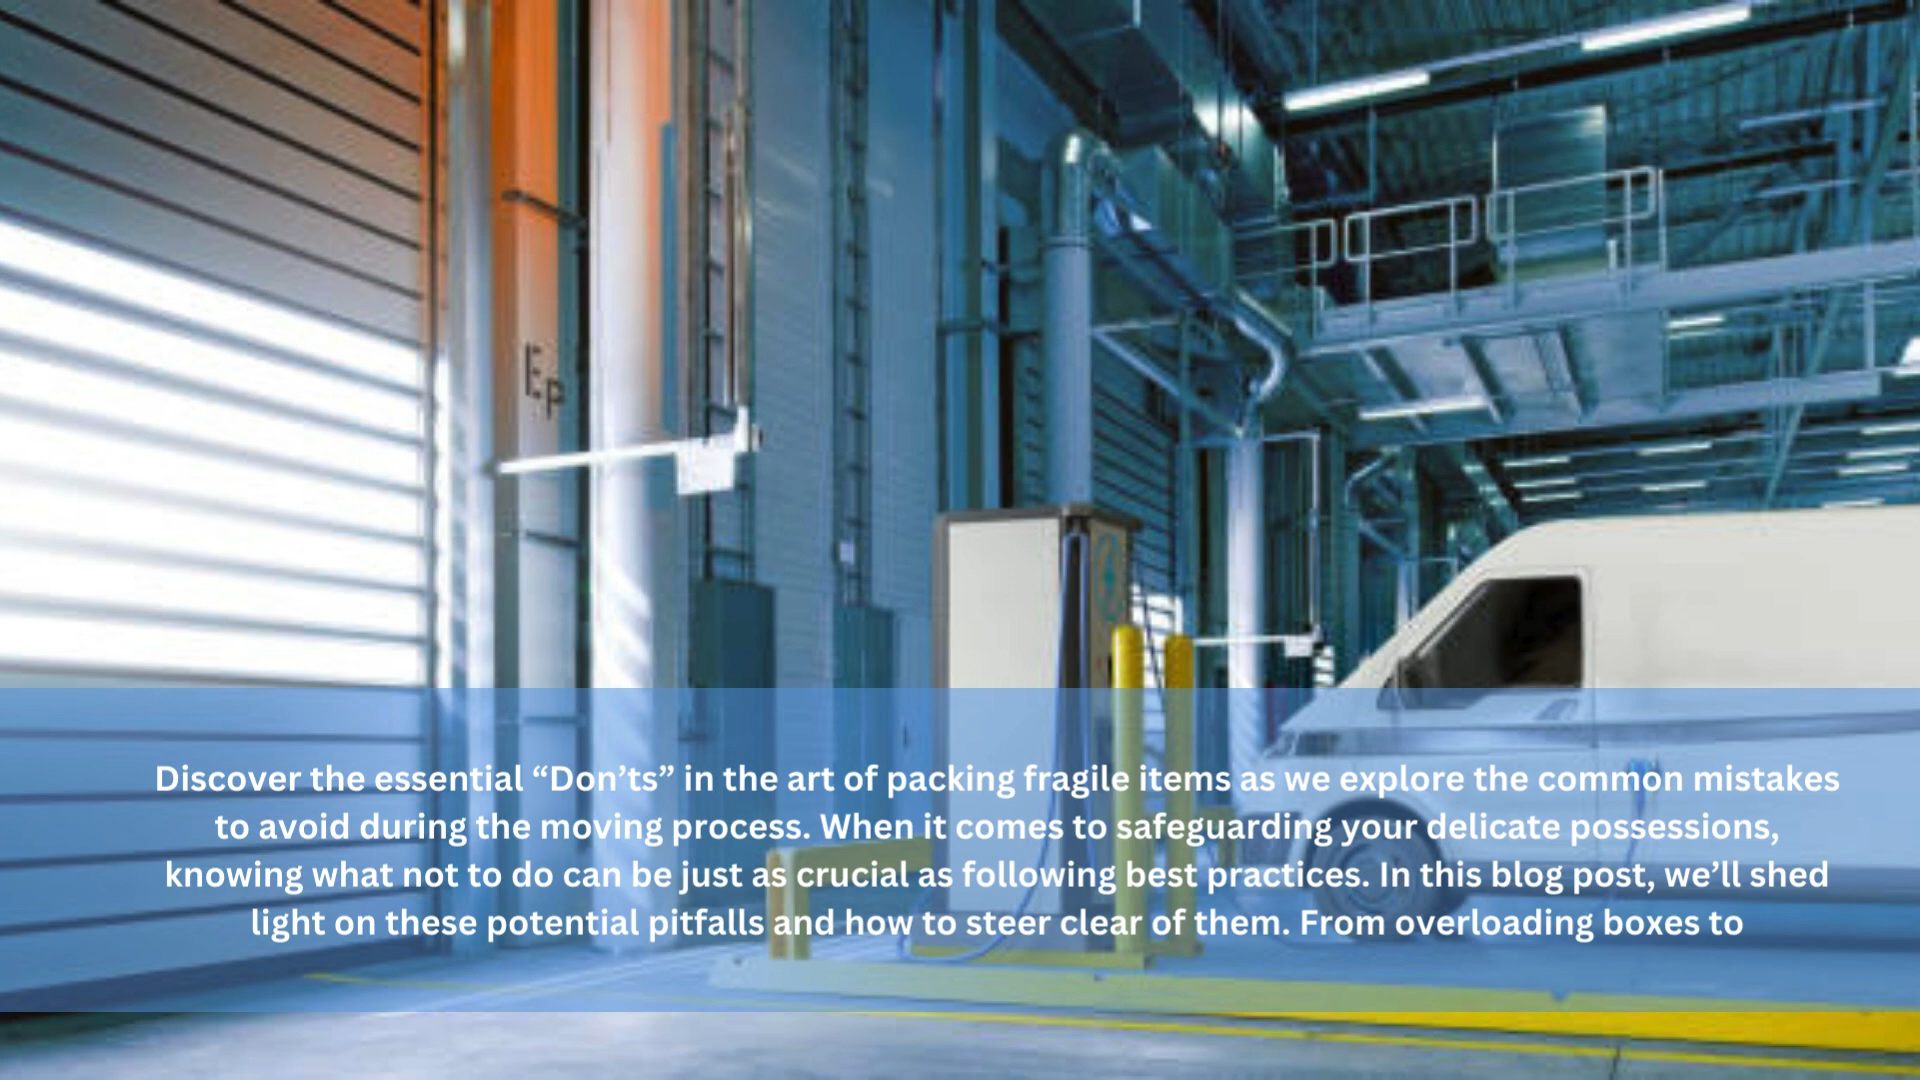 EP
Discover the essential “Don’ts” in the art of packing fragile items as we explore the common mistakes
to avoid during the moving process. When it comes to safeguarding your delicate possessions,
knowing what not to do can be just as crucial as following best practices. In this blog post, we’ll shed
light on these potential pitfalls and how to steer clear of them. From overloading boxes to